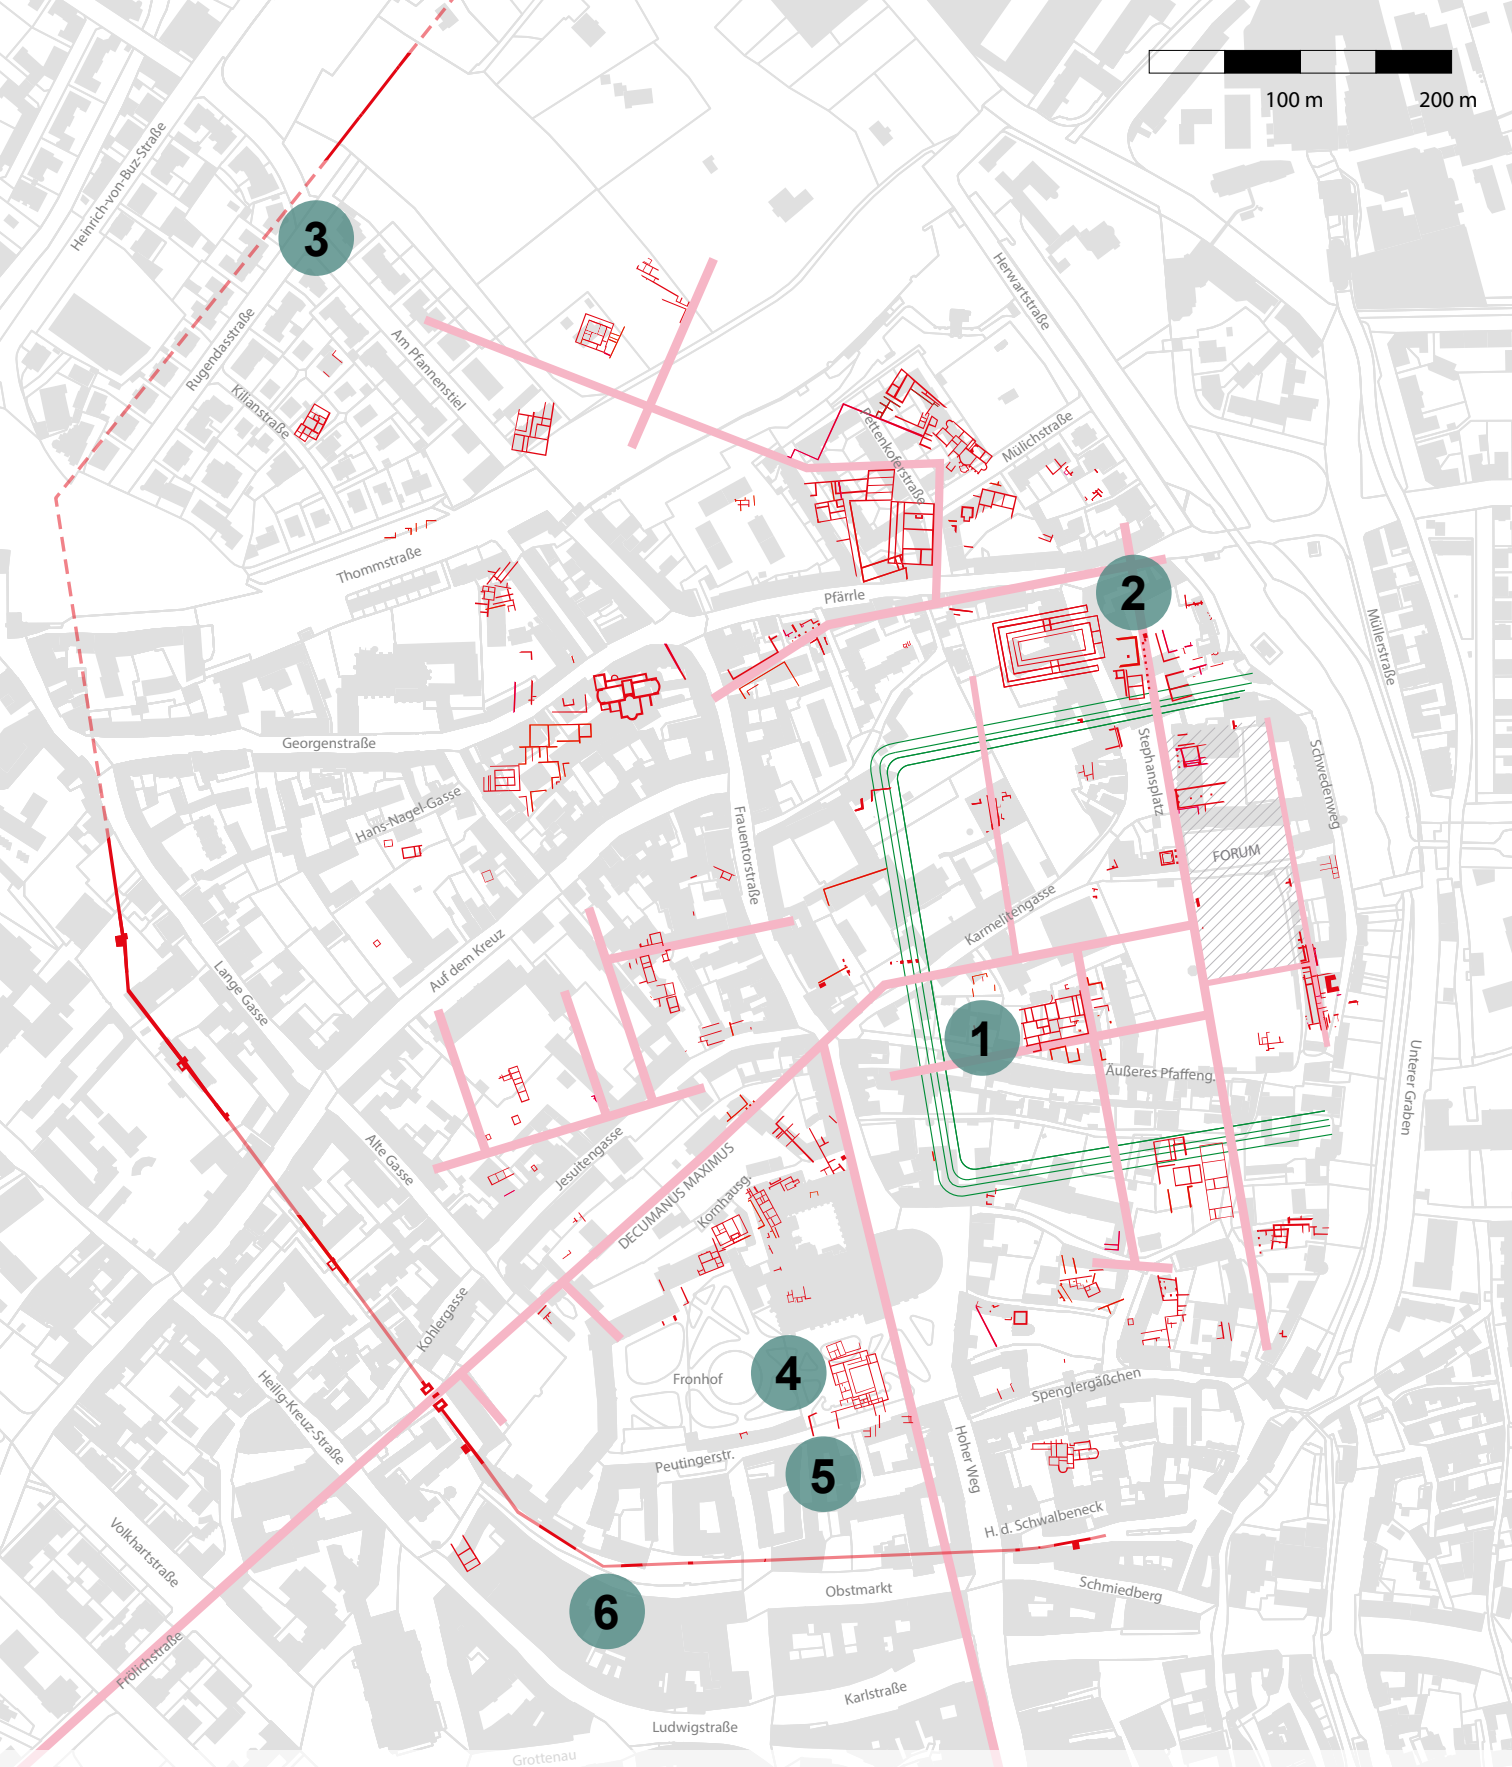 100 m
200 m
Heinrich-von-Buz-Straße
3
Herwartstraße
Rugendasstraße
Am Pfannenstiel
Kilianstraße
Pettenkoferstraße
Mülichstraße
Thommstraße
Pfärrle
2
Müllerstraße
Georgenstraße
Stephansplatz
Schwedenweg
Hans-Nagel-Gasse
Frauentorstraße
FORUM
Karmelitengasse
Auf dem Kreuz
Lange Gasse
1
Äußeres Pfaffeng.
Unterer Graben
Alte Gasse
Jesuitengasse
DECUMANUS MAXIMUS
Kornhausg.
Kohlergasse
4
Fronhof
Spenglergäßchen
Heilig-Kreuz-Straße
Peutingerstr.
5
Hoher Weg
H. d. Schwalbeneck
Volkhartstraße
6
Obstmarkt
Schmiedberg
Frölichstraße
Karlstraße
Ludwigstraße
Grottenau